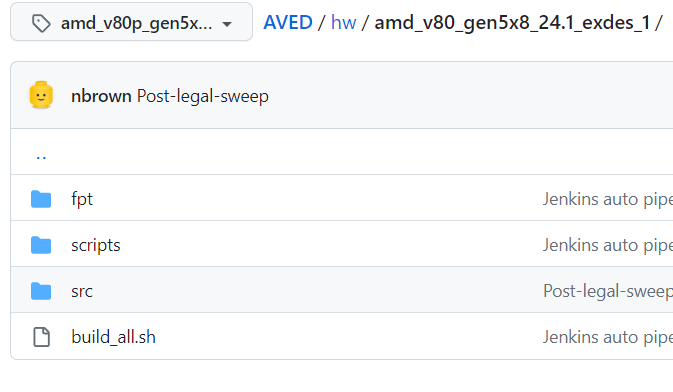 amd_v80p_gen5x... AVED / hw / amd_v80_gen5x8_24.1_exdes_1 /
nbrown Post-legal-sweep
..
fpt Jenkins auto pipe
scripts Jenkins auto pipe
src Post-legal-sweep
build_all.sh Jenkins auto pipe